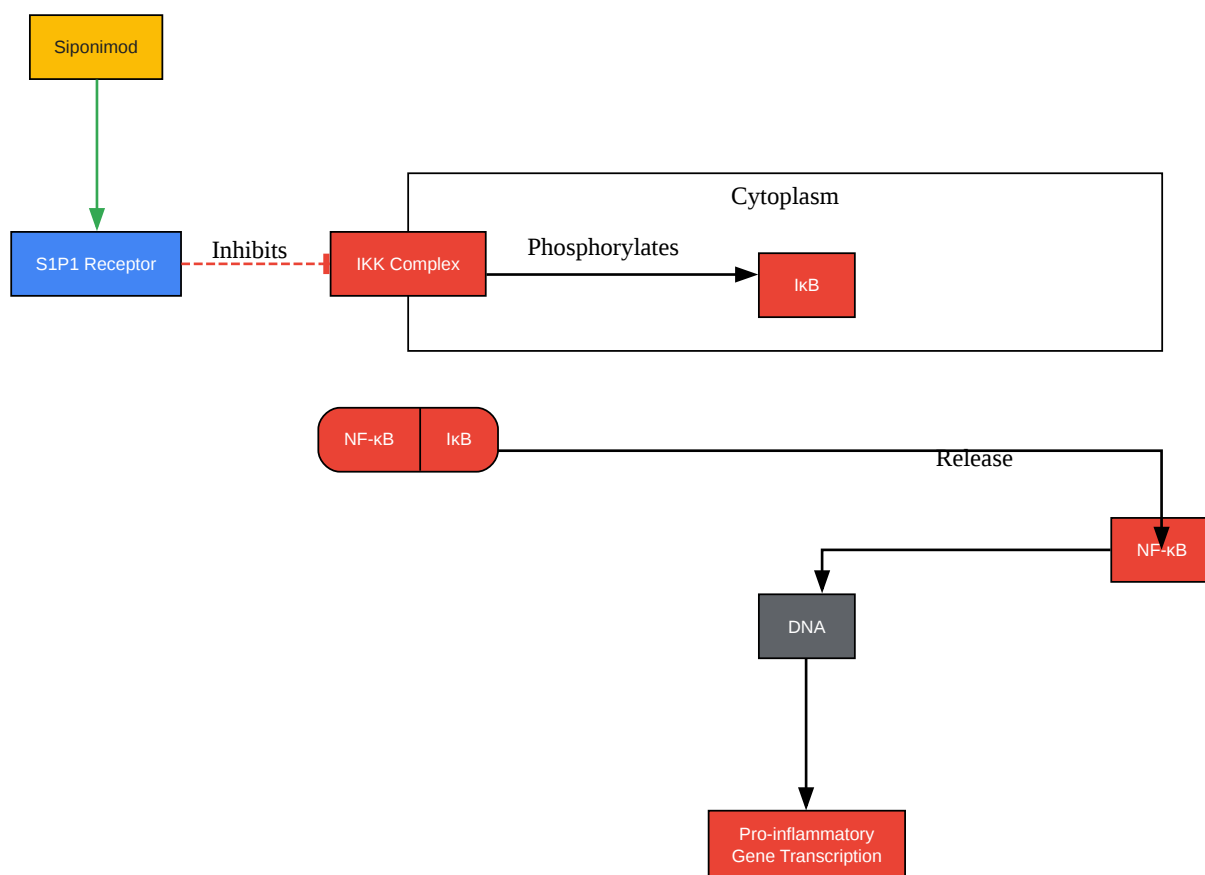 Siponimod
Cytoplasm
S1P1 Receptor
Inhibits
IKK Complex
Phosphorylates
IκB
NF-κB
IκB
Release
NF-κB
DNA
Pro-inflammatory
Gene Transcription